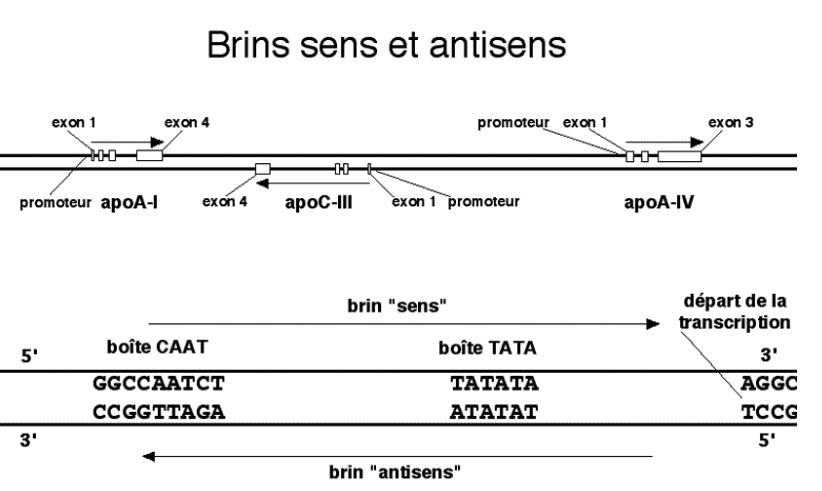 Brins sens et antisens
exon 1 exon 4 promoteur exon 1 exon 3
promoteur apoA-I exon 4 apoC-III exon 1 promoteur apoA-IV
brin "sens" départ de la
transcription
5' boîte CAAT boîte TATA 3'
GGCCAATCT TATATA AGGC
CCGGTTAGA ATATAT TCCG
3' 5'
brin "antisens"